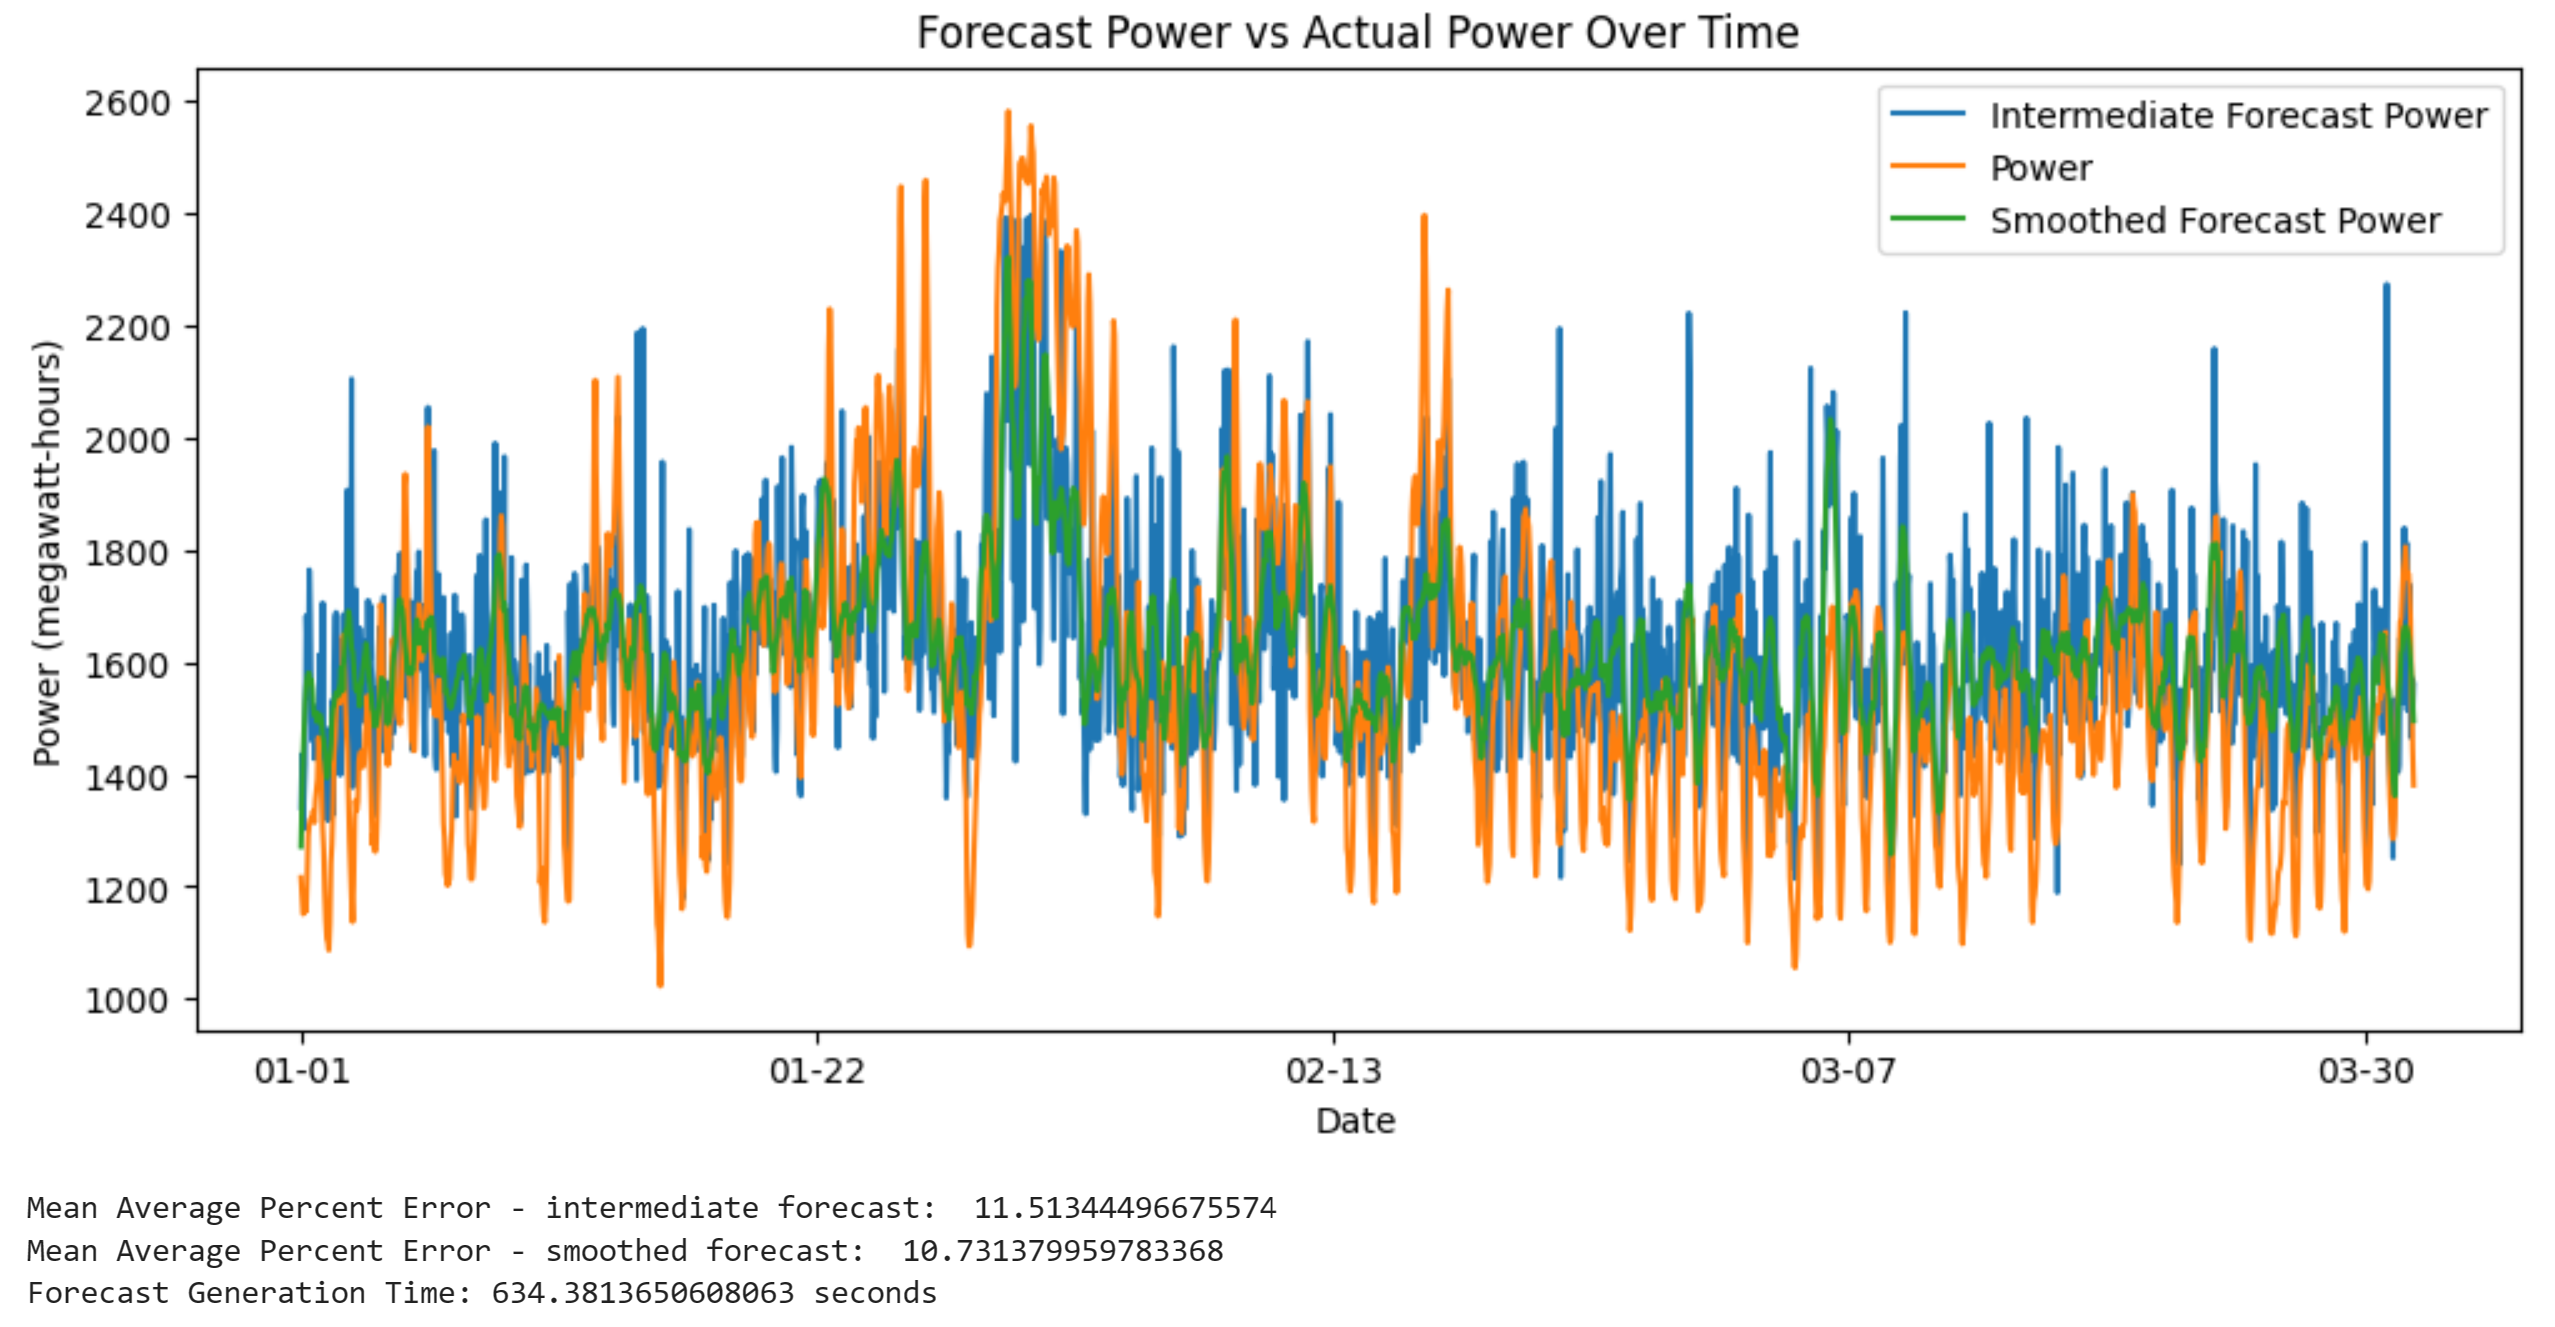 Forecast Power vs Actual Power Over Time
Intermediate Forecast Power
Power
Smoothed Forecast Power
2600
2400
2200
2000
1800
1600
1400
1200
1000
Power (megawatt-hours)
01-01
01-22
02-13
03-07
03-30
Date
Mean Average Percent Error - intermediate forecast:  11.51344496675574
Mean Average Percent Error - smoothed forecast:  10.731379959783368
Forecast Generation Time: 634.3813650608063 seconds